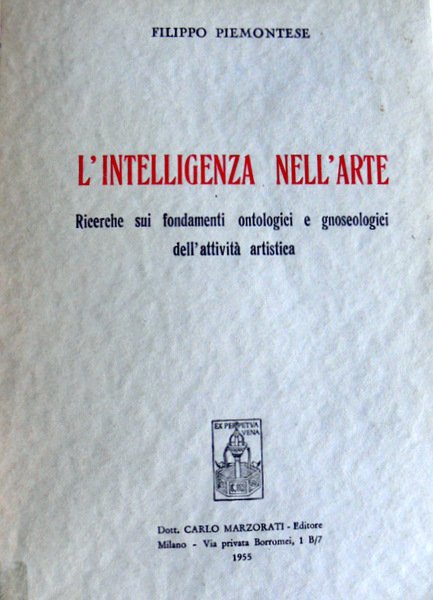 FILIPPO PIEMONTESE
L'INTELLIGENZA NELL'ARTE
Ricerche sui fondamenti ontologici e gnoseologici
dell'attività artistica
EX PERPETVA
VENA
Dott. CARLO MARZORATI - Editore
Milano - Via privata Borromei, 1 B/7
1955